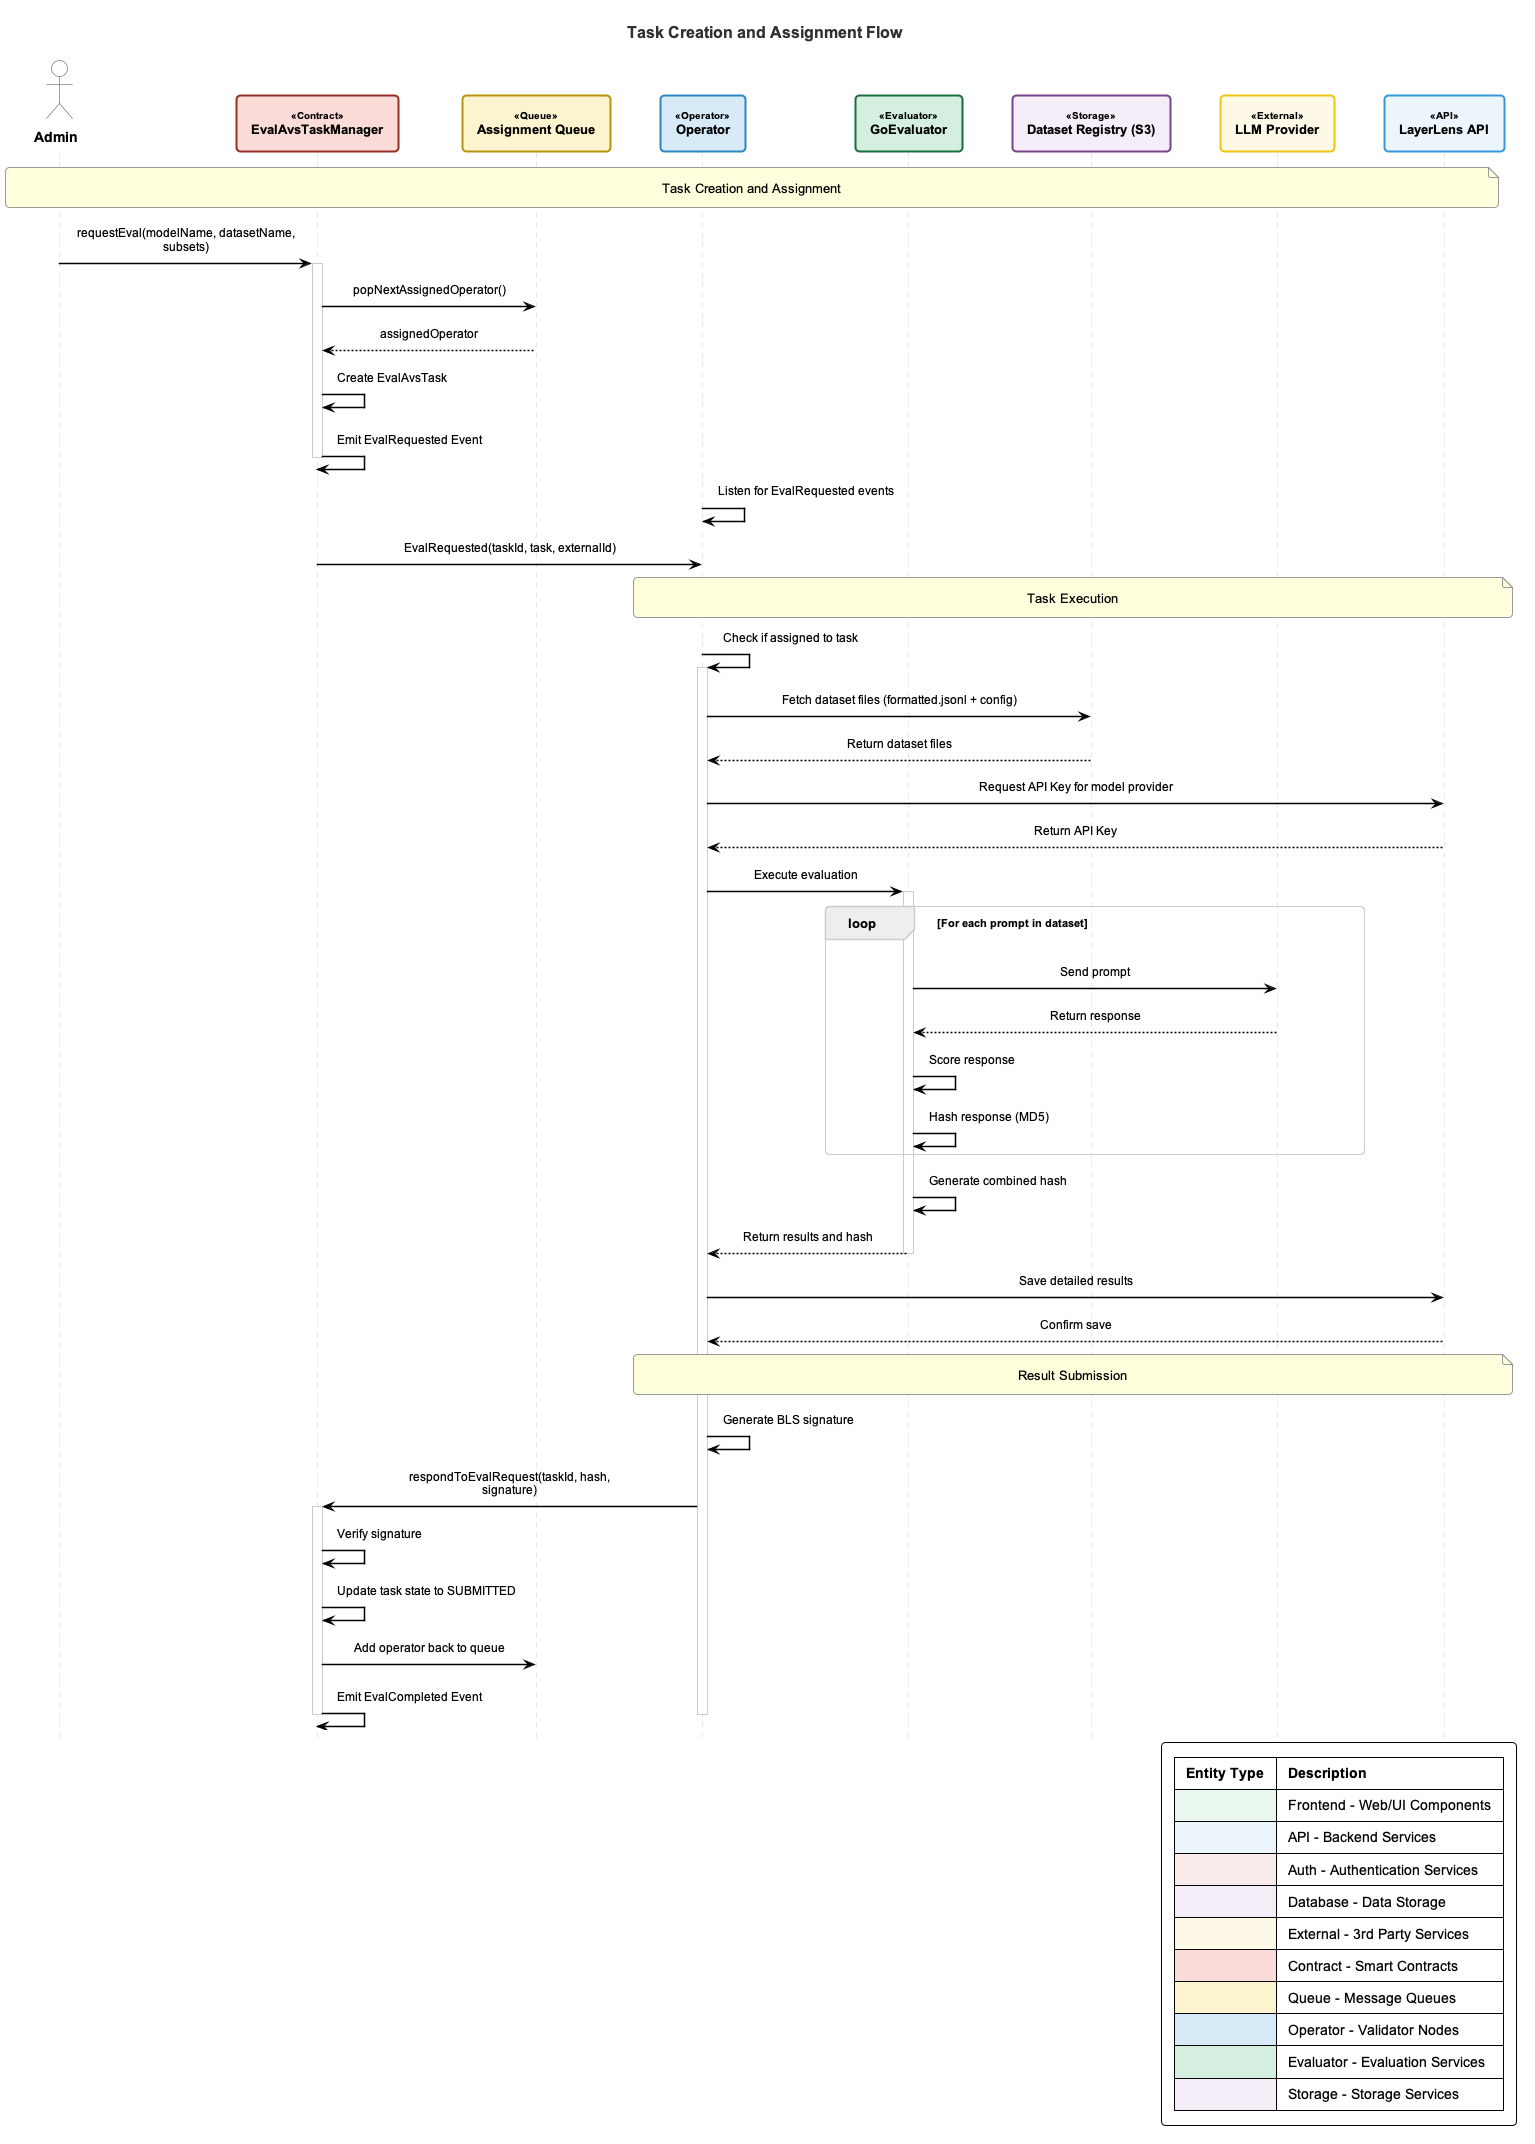 Task Creation and Assignment Flow
Admin
«Contract»
EvalAvsTaskManager
«Queue»
Assignment Queue
«Operator»
Operator
«Evaluator»
GoEvaluator
«Storage»
Dataset Registry (S3)
«External»
LLM Provider
«API»
LayerLens API
Task Creation and Assignment
requestEval(modelName, datasetName,
subsets)
popNextAssignedOperator()
assignedOperator
Create EvalAvsTask
Emit EvalRequested Event
Listen for EvalRequested events
EvalRequested(taskId, task, externalId)
Task Execution
Check if assigned to task
Fetch dataset files (formatted.jsonl + config)
Return dataset files
Request API Key for model provider
Return API Key
Execute evaluation
loop
[For each prompt in dataset]
Send prompt
Return response
Score response
Hash response (MD5)
Generate combined hash
Return results and hash
Save detailed results
Confirm save
Result Submission
Generate BLS signature
respondToEvalRequest(taskId, hash,
signature)
Verify signature
Update task state to SUBMITTED
Add operator back to queue
Emit EvalCompleted Event
Entity Type Description
Frontend - Web/UI Components
API - Backend Services
Auth - Authentication Services
Database - Data Storage
External - 3rd Party Services
Contract - Smart Contracts
Queue - Message Queues
Operator - Validator Nodes
Evaluator - Evaluation Services
Storage - Storage Services